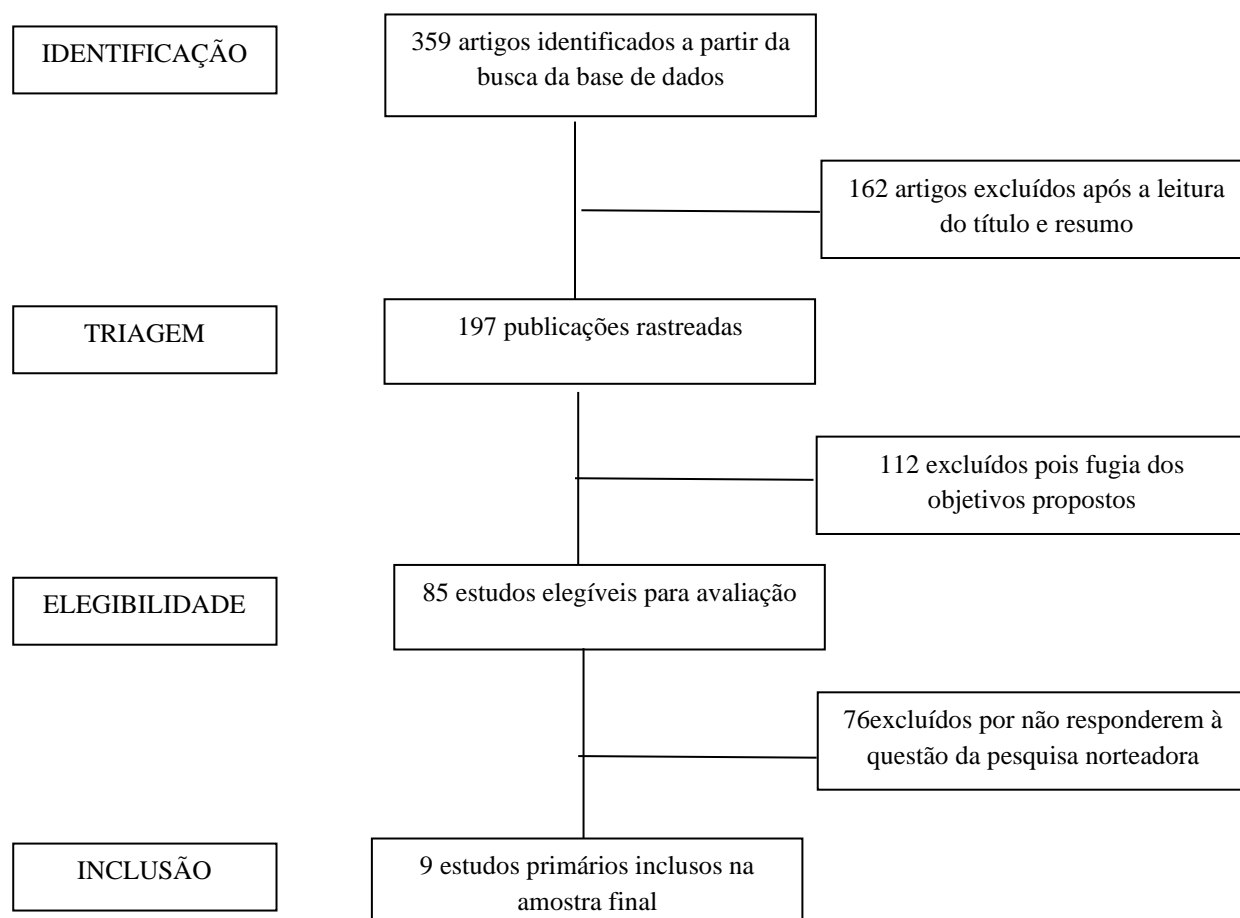 IDENTIFICAÇÃO
359 artigos identificados a partir da
busca da base de dados
162 artigos excluídos após a leitura
do título e resumo
TRIAGEM
197 publicações rastreadas
112 excluídos pois fugia dos
objetivos propostos
ELEGIBILIDADE
85 estudos elegíveis para avaliação
76excluídos por não responderem à
questão da pesquisa norteadora
INCLUSÃO
9 estudos primários inclusos na
amostra final